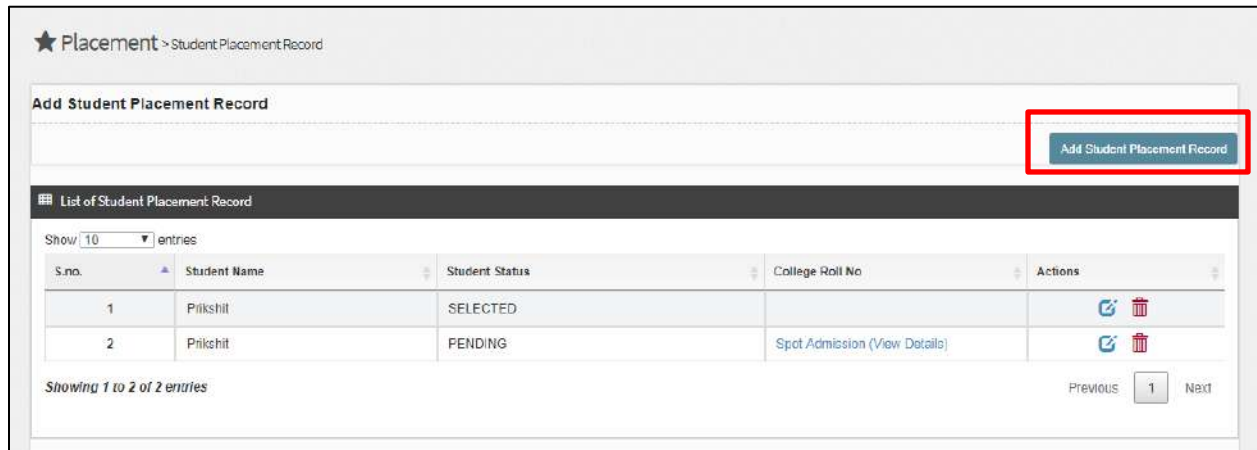 Placement > Student Placement Record
Add Student Placement Record
Add Student Placement Record
List of Student Placement Record
Show 10 entries
S.no. Student Name Student Status College Roll No Actions
1 Prikshit SELECTED
2 Prikshit PENDING Spot Admission (View Details)
Showing 1 to 2 of 2 entries Previous 1 Next